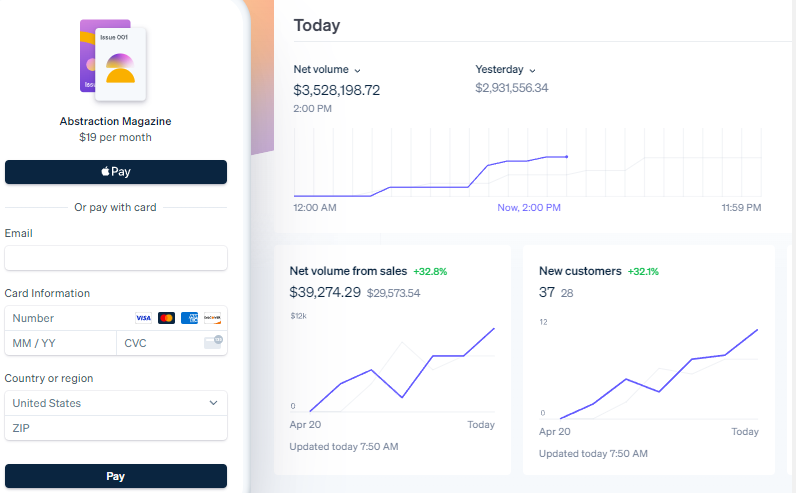 Issue 001
Abstraction Magazine
$19 per month
Pay
Or pay with card
Email
Card Information
Number VISA
MM / YY CVC
Country or region
United States
ZIP
Pay
Today
Net volume Yesterday
$3,528,198.72 $2,931,556.34
2:00 PM
12:00 AM Now, 2:00 PM 11:59 PM
Net volume from sales +32.8%
$39,274.29 $29,573.54
$12k
0
Apr 20 Today
Updated today 7:50 AM
New customers +32,1%
37 28
12
0
Apr 20 Today
Updated today 7:50 AM